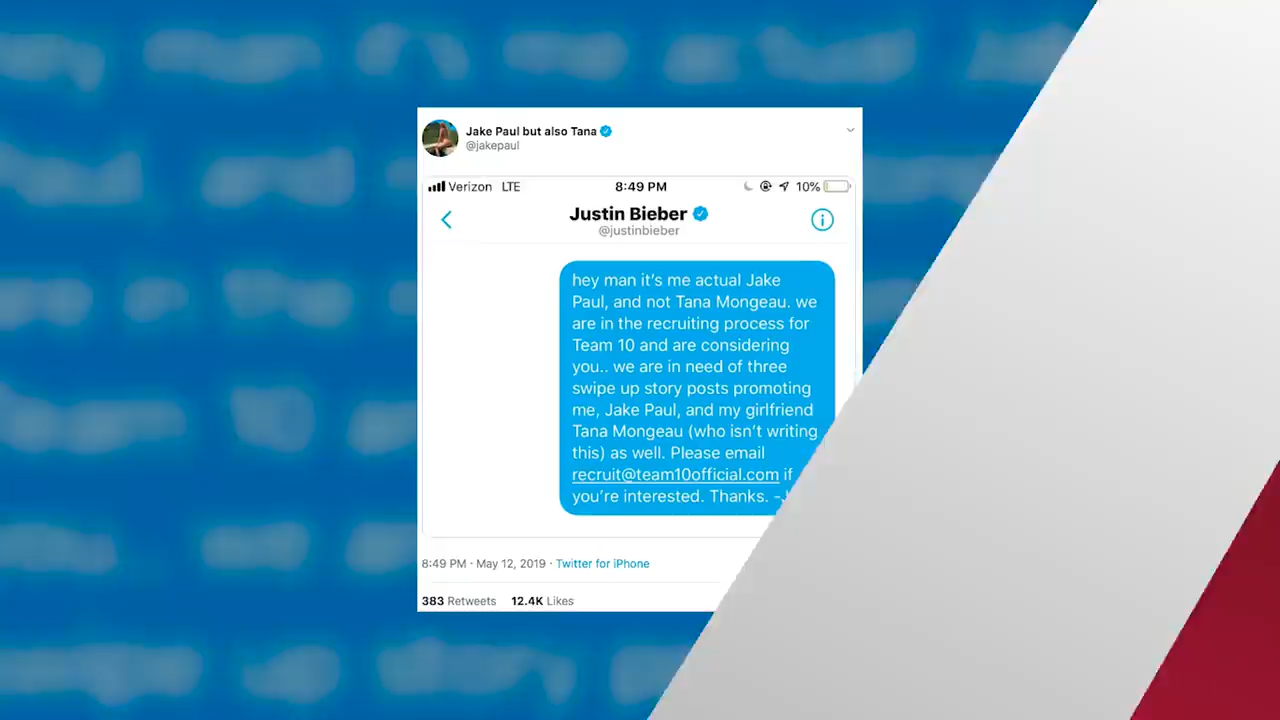 Jake Paul but also Tana
@jakepaul
Verizon LTE 8:49 PM 10%
Justin Bieber
@justinbieber
hey man it's me actual Jake
Paul, and not Tana Mongeau. we
are in the recruiting process for
Team 10 and are considering
you.. we are in need of three
swipe up story posts promoting
me, Jake Paul, and my girlfriend
Tana Mongeau (who isn't writing
this) as well. Please email
recruit@team10official.com if
you're interested. Thanks.
8:49 PM · May 12, 2019 · Twitter for iPhone
383 Retweets 12.4K Likes